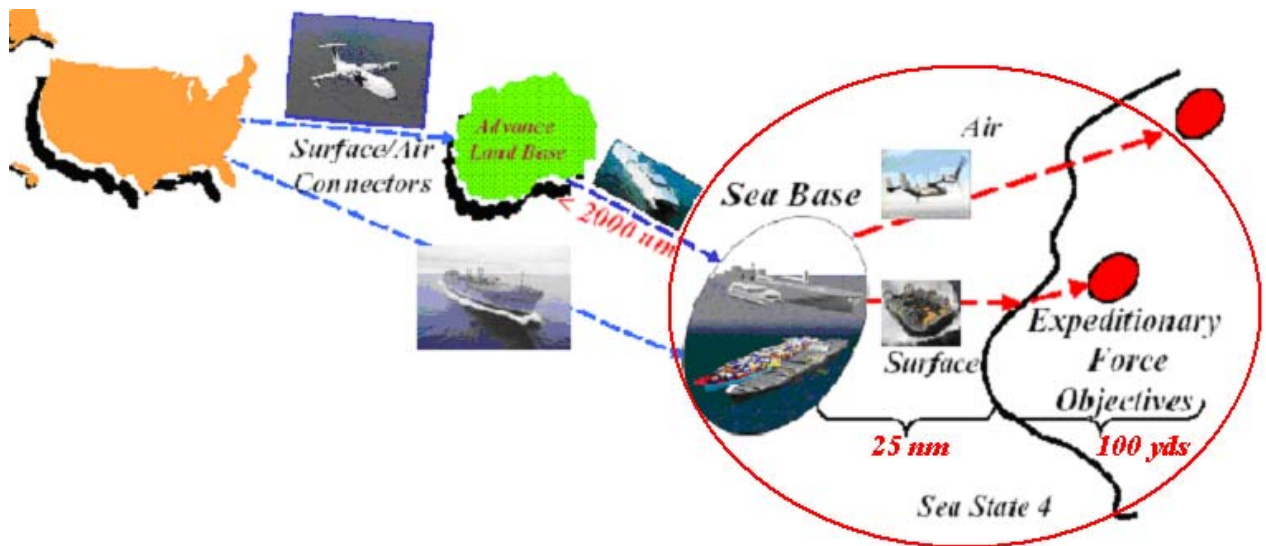 Surface/Air
Connectors
Advance
Land Base
< 2000 nm
Sea Base
Air
Surface
Expeditionary
Force
Objectives
25 nm
100 yds
Sea State 4